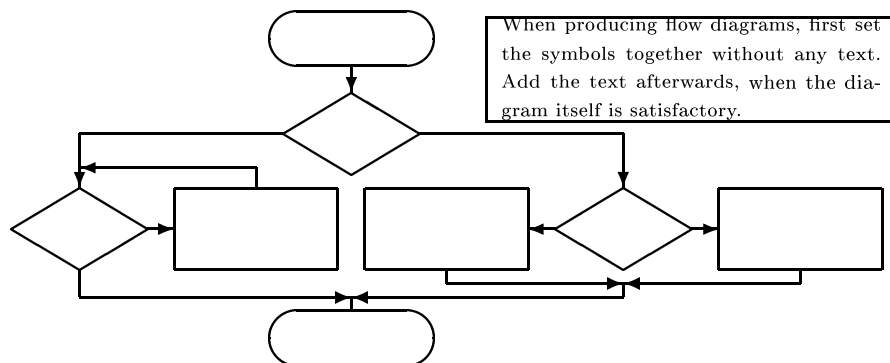 When producing flow diagrams, first set
the symbols together without any text.
Add the text afterwards, when the dia-
gram itself is satisfactory.